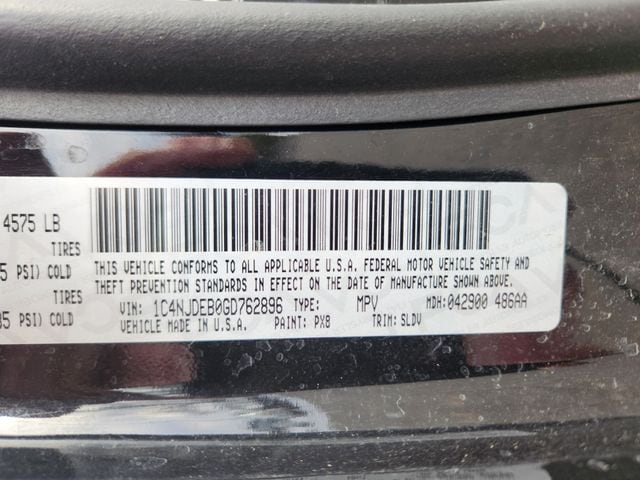 4575 LB
TIRES
5 PSI) COLD
TIRES
35 PSI) COLD
THIS VEHICLE CONFORMS TO ALL APPLICABLE U.S.A. FEDERAL MOTOR VEHICLE SAFETY AND
THEFT PREVENTION STANDARDS IN EFFECT ON THE DATE OF MANUFACTURE SHOWN ABOVE.
VIN: 1C4NJDEB0GD762896 TYPE: MPV MDH:042900 486AA
VEHICLE MADE IN U.S.A. PAINT: PX8 TRIM:SLDV